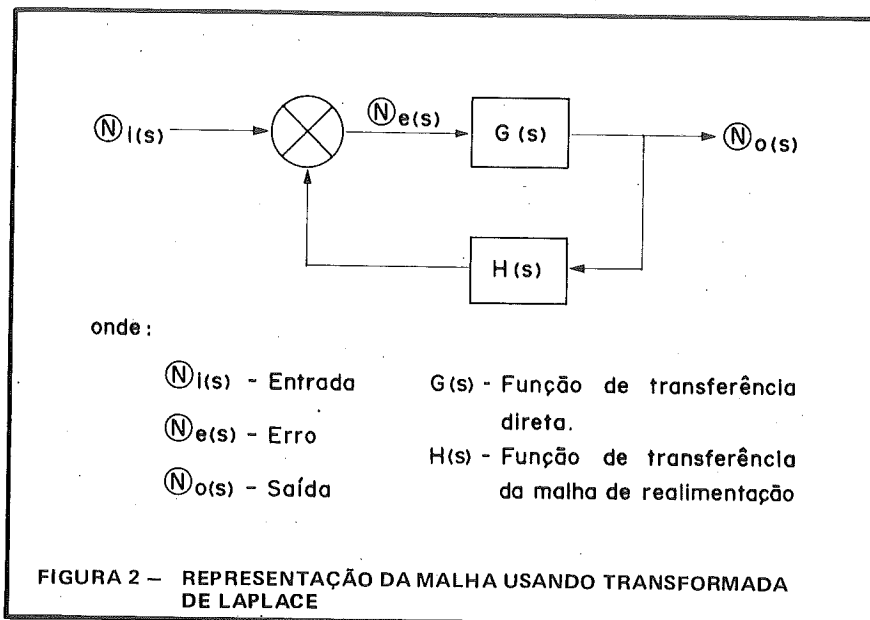 Ⓝi(s)
Ⓝe(s)
G (s)
Ⓝo(s)
H (s)
onde:
Ⓝi(s) - Entrada
Ⓝe(s) - Erro
Ⓝo(s) - Saída
G(s) - Função de transferência
direta.
H(s) - Função de transferência
da malha de realimentação
FIGURA 2 — REPRESENTAÇÃO DA MALHA USANDO TRANSFORMADA
DE LAPLACE